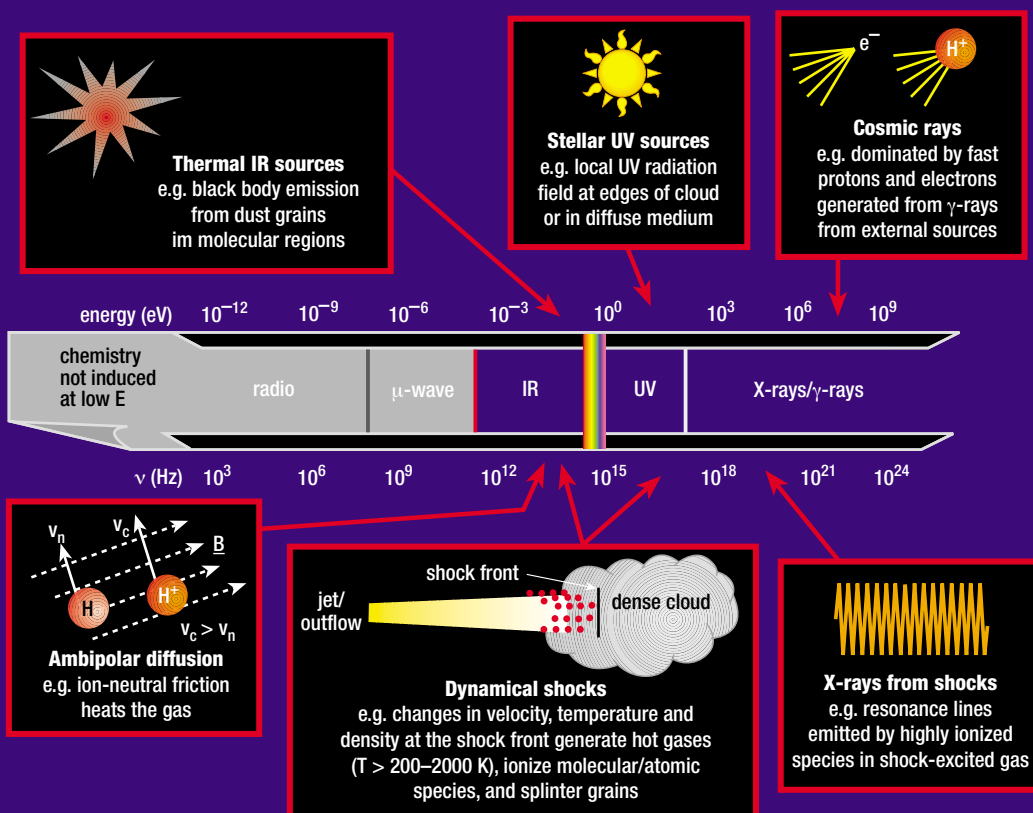 Thermal IR sources
e.g. black body emission
from dust grains
im molecular regions
Stellar UV sources
e.g. local UV radiation
field at edges of cloud
or in diffuse medium
e⁻
H⁺
Cosmic rays
e.g. dominated by fast
protons and electrons
generated from γ-rays
from external sources
energy (eV) 10⁻¹² 10⁻⁹ 10⁻⁶ 10⁻³ 10⁰ 10³ 10⁶ 10⁹
chemistry
not induced
at low E
radio μ-wave IR UV X-rays/γ-rays
ν (Hz) 10³ 10⁶ 10⁹ 10¹² 10¹⁵ 10¹⁸ 10²¹ 10²⁴
vₙ v꜀ B
H H⁺
v꜀ > vₙ
Ambipolar diffusion
e.g. ion-neutral friction
heats the gas
shock front
jet/
outflow
dense cloud
Dynamical shocks
e.g. changes in velocity, temperature and
density at the shock front generate hot gases
(T > 200–2000 K), ionize molecular/atomic
species, and splinter grains
X-rays from shocks
e.g. resonance lines
emitted by highly ionized
species in shock-excited gas